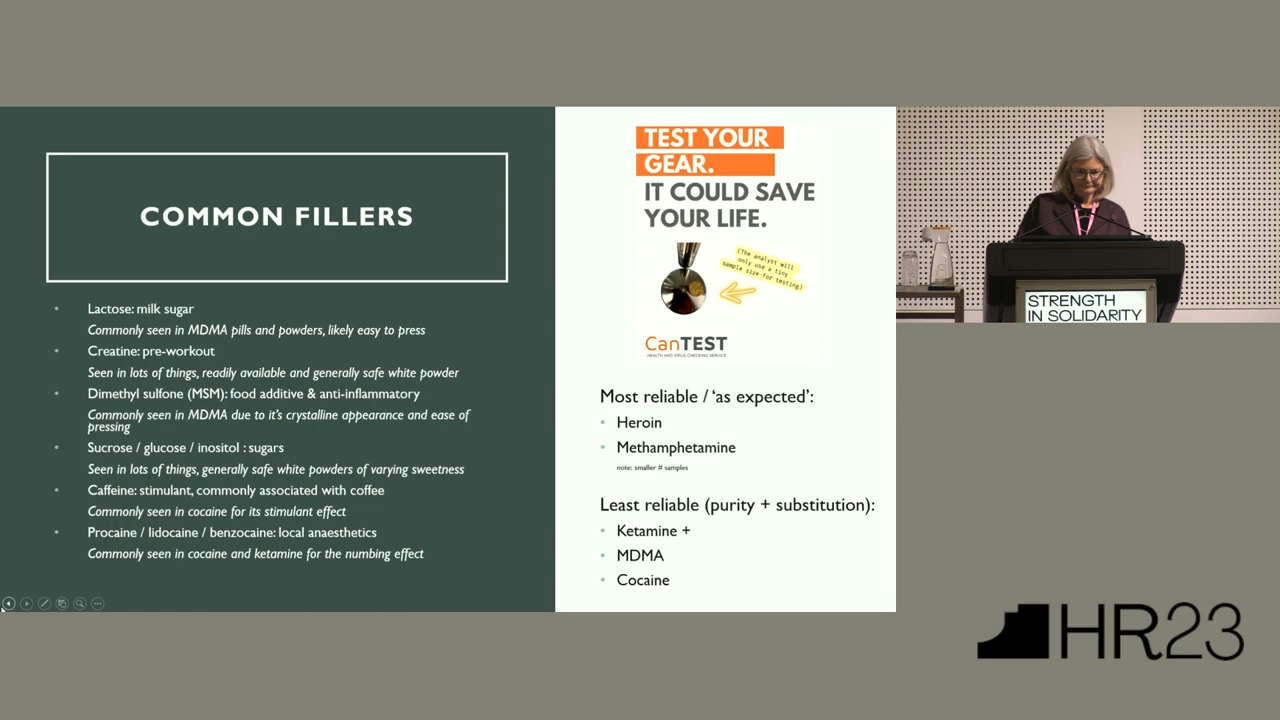 COMMON FILLERS
Lactose: milk sugar
Commonly seen in MDMA pills and powders, likely easy to press
Creatine: pre-workout
Seen in lots of things, readily available and generally safe white powder
Dimethyl sulfone (MSM): food additive & anti-inflammatory
Commonly seen in MDMA due to it's crystalline appearance and ease of
pressing
Sucrose / glucose / inositol : sugars
Seen in lots of things, generally safe white powders of varying sweetness
Caffeine: stimulant, commonly associated with coffee
Commonly seen in cocaine for its stimulant effect
Procaine / lidocaine / benzocaine: local anaesthetics
Commonly seen in cocaine and ketamine for the numbing effect
TEST YOUR
GEAR.
IT COULD SAVE
YOUR LIFE.
(The analyst will
only use a tiny
sample size for testing)
CanTEST
HEALTH AND DRUG CHECKING SERVICE
Most reliable / 'as expected':
Heroin
Methamphetamine
note: smaller # samples
Least reliable (purity + substitution):
Ketamine +
MDMA
Cocaine
STRENGTH
IN SOLIDARITY
HR23